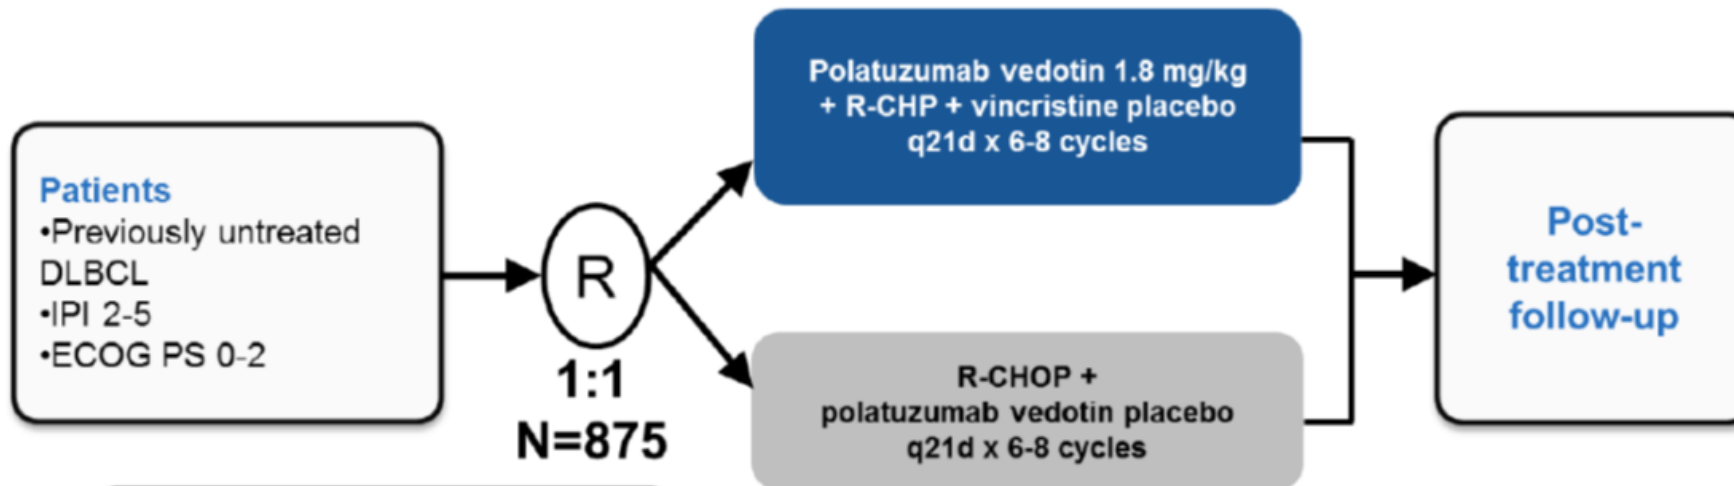 Patients
•Previously untreated
DLBCL
•IPI 2-5
•ECOG PS 0-2
R
1:1
N=875
Polatuzumab vedotin 1.8 mg/kg
+ R-CHP + vincristine placebo
q21d x 6-8 cycles
R-CHOP +
polatuzumab vedotin placebo
q21d x 6-8 cycles
Post-
treatment
follow-up